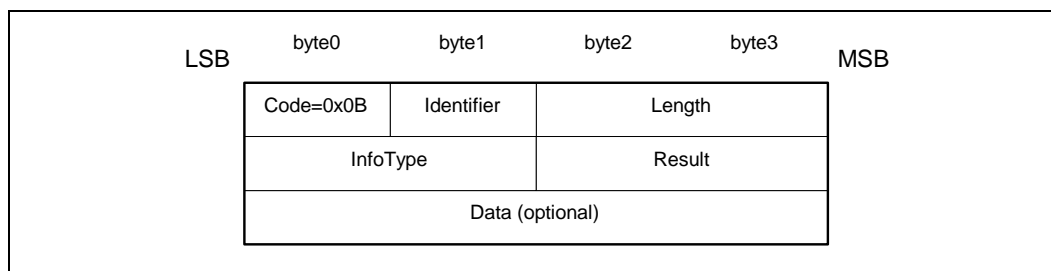 byte0 byte1 byte2 byte3
LSB MSB
Code=0x0B Identifier Length
InfoType Result
Data (optional)